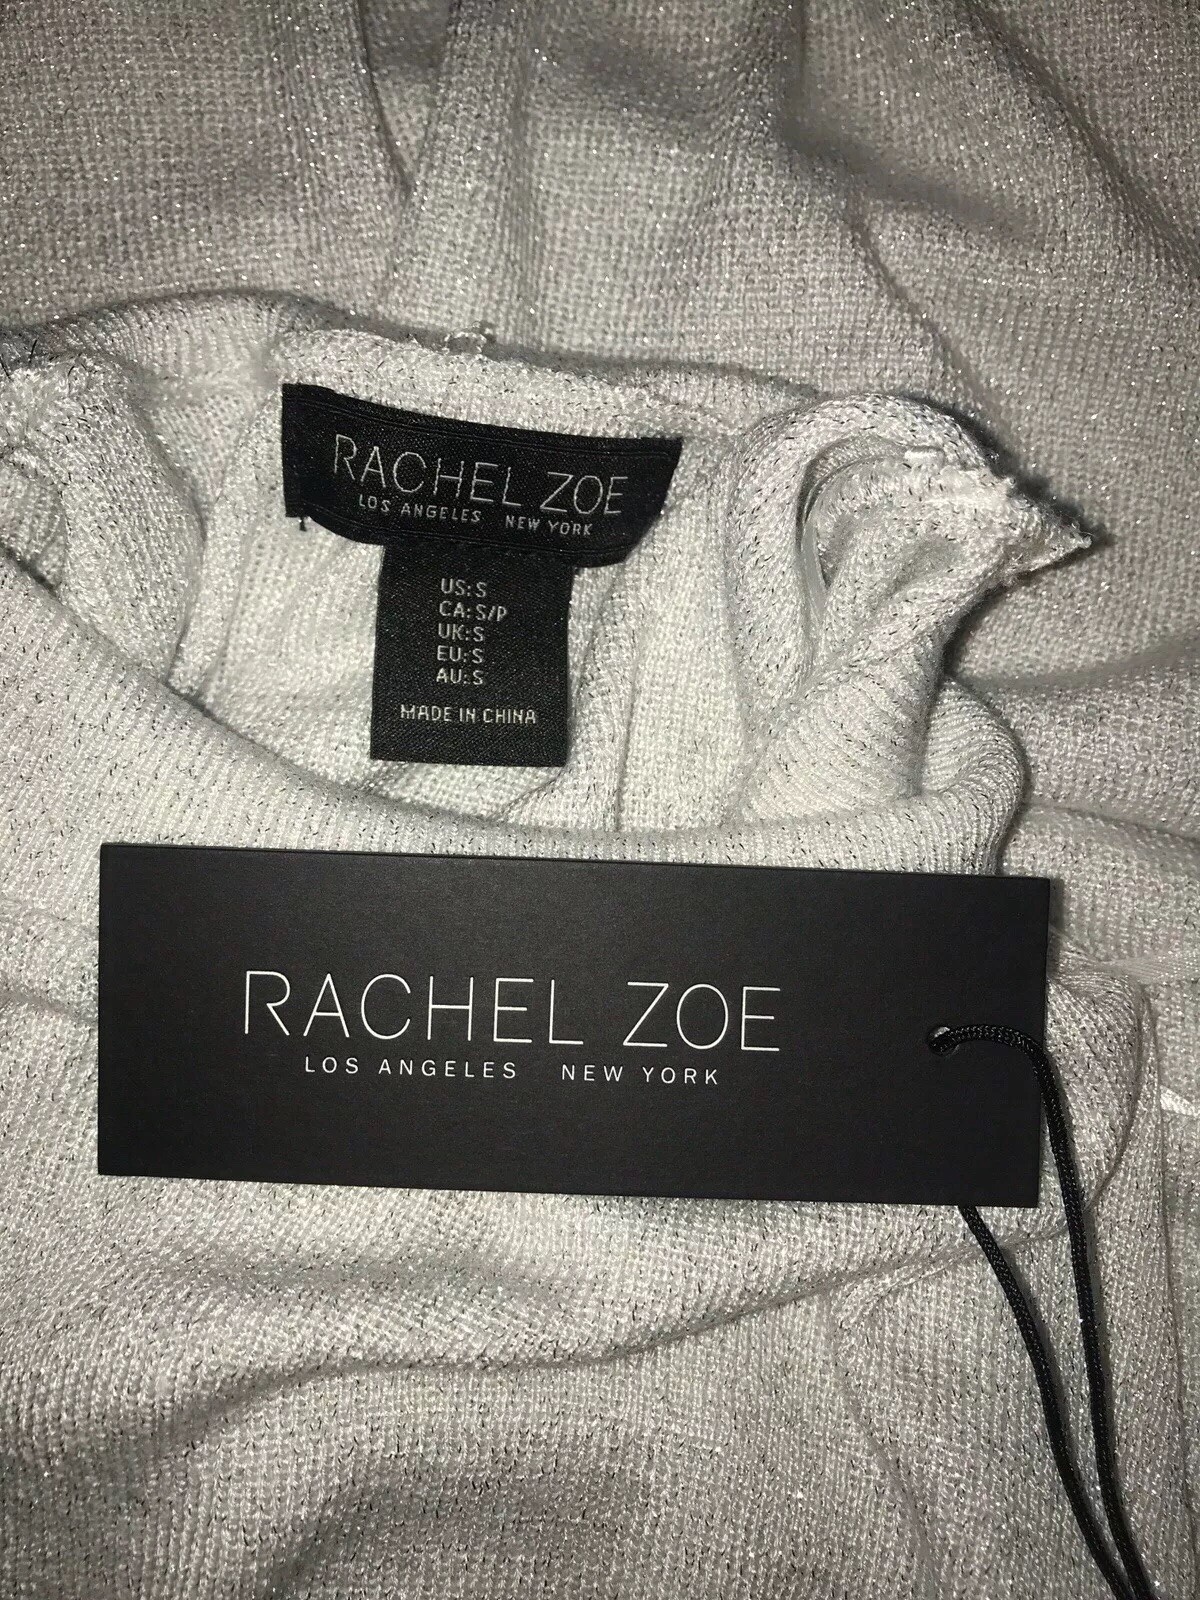 RACHEL ZOE
LOS ANGELES NEW YORK
US: S
CA: S/P
UK: S
EU: S
AU: S
MADE IN CHINA
RACHEL ZOE
LOS ANGELES NEW YORK